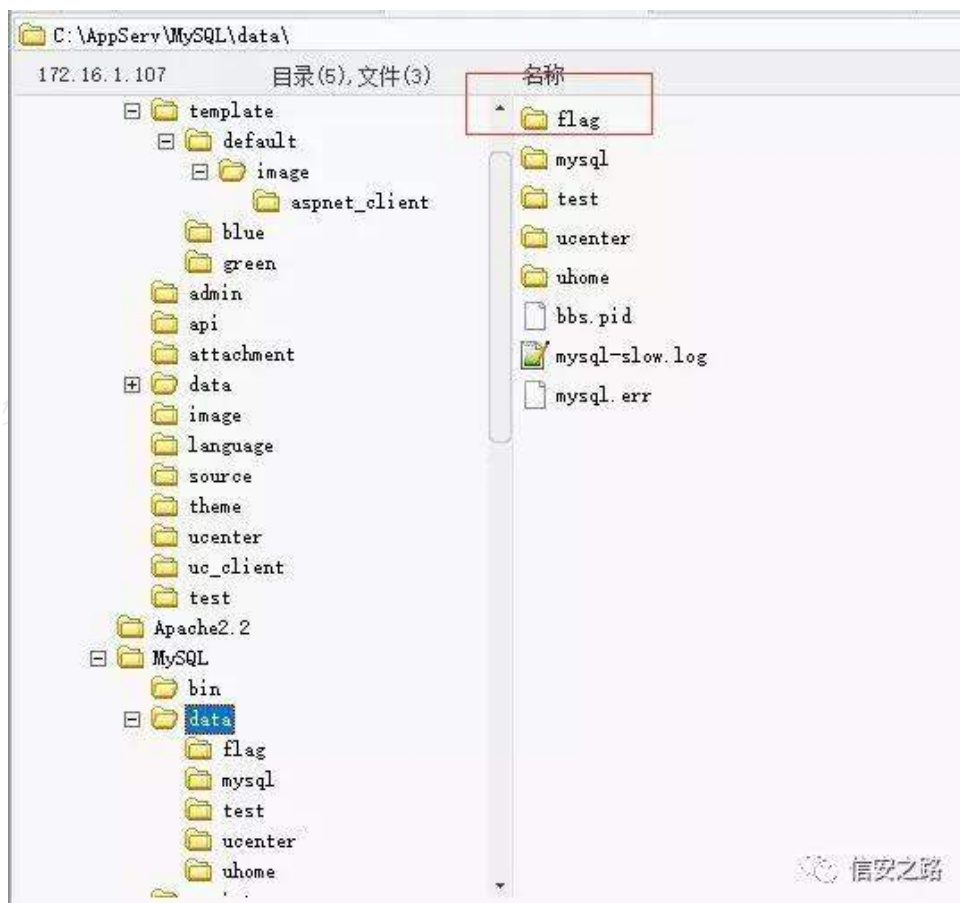 C:\AppServ\MySQL\data\
172.16.1.107 目录(5),文件(3) 名称
template
default
image
aspnet_client
blue
green
admin
api
attachment
data
image
language
source
theme
ucenter
uc_client
test
Apache2.2
MySQL
bin
data
flag
mysql
test
ucenter
uhome
flag
mysql
test
ucenter
uhome
bbs.pid
mysql-slow.log
mysql.err
信安之路